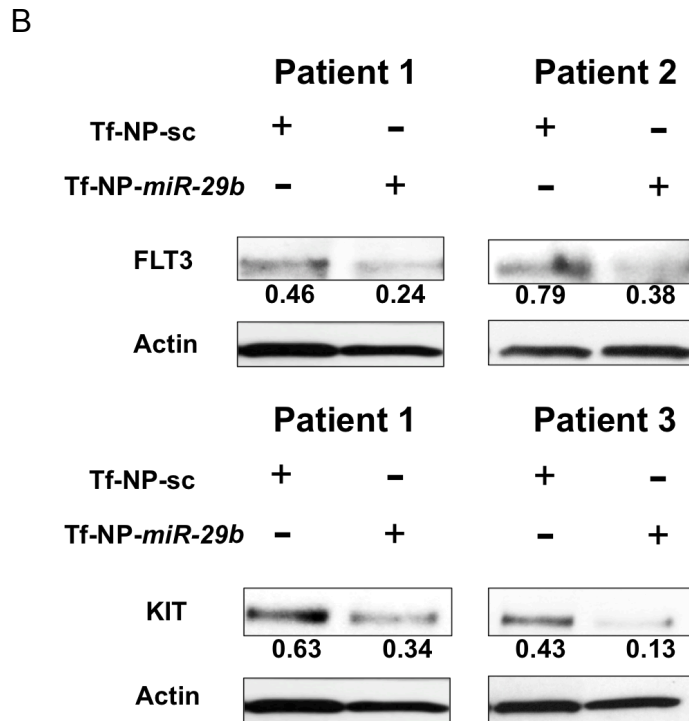 B
Patient 1 Patient 2
Tf-NP-sc + - + -
Tf-NP-miR-29b - + - +
FLT3
0.46 0.24 0.79 0.38
Actin
Patient 1 Patient 3
Tf-NP-sc + - + -
Tf-NP-miR-29b - + - +
KIT
0.63 0.34 0.43 0.13
Actin